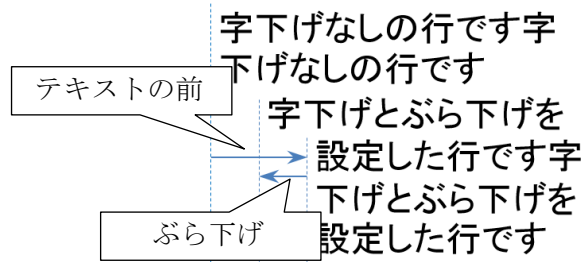 字下げなしの行です字
下げなしの行です
テキストの前
字下げとぶら下げを
設定した行です字
下げとぶら下げを
ぶら下げ
設定した行です